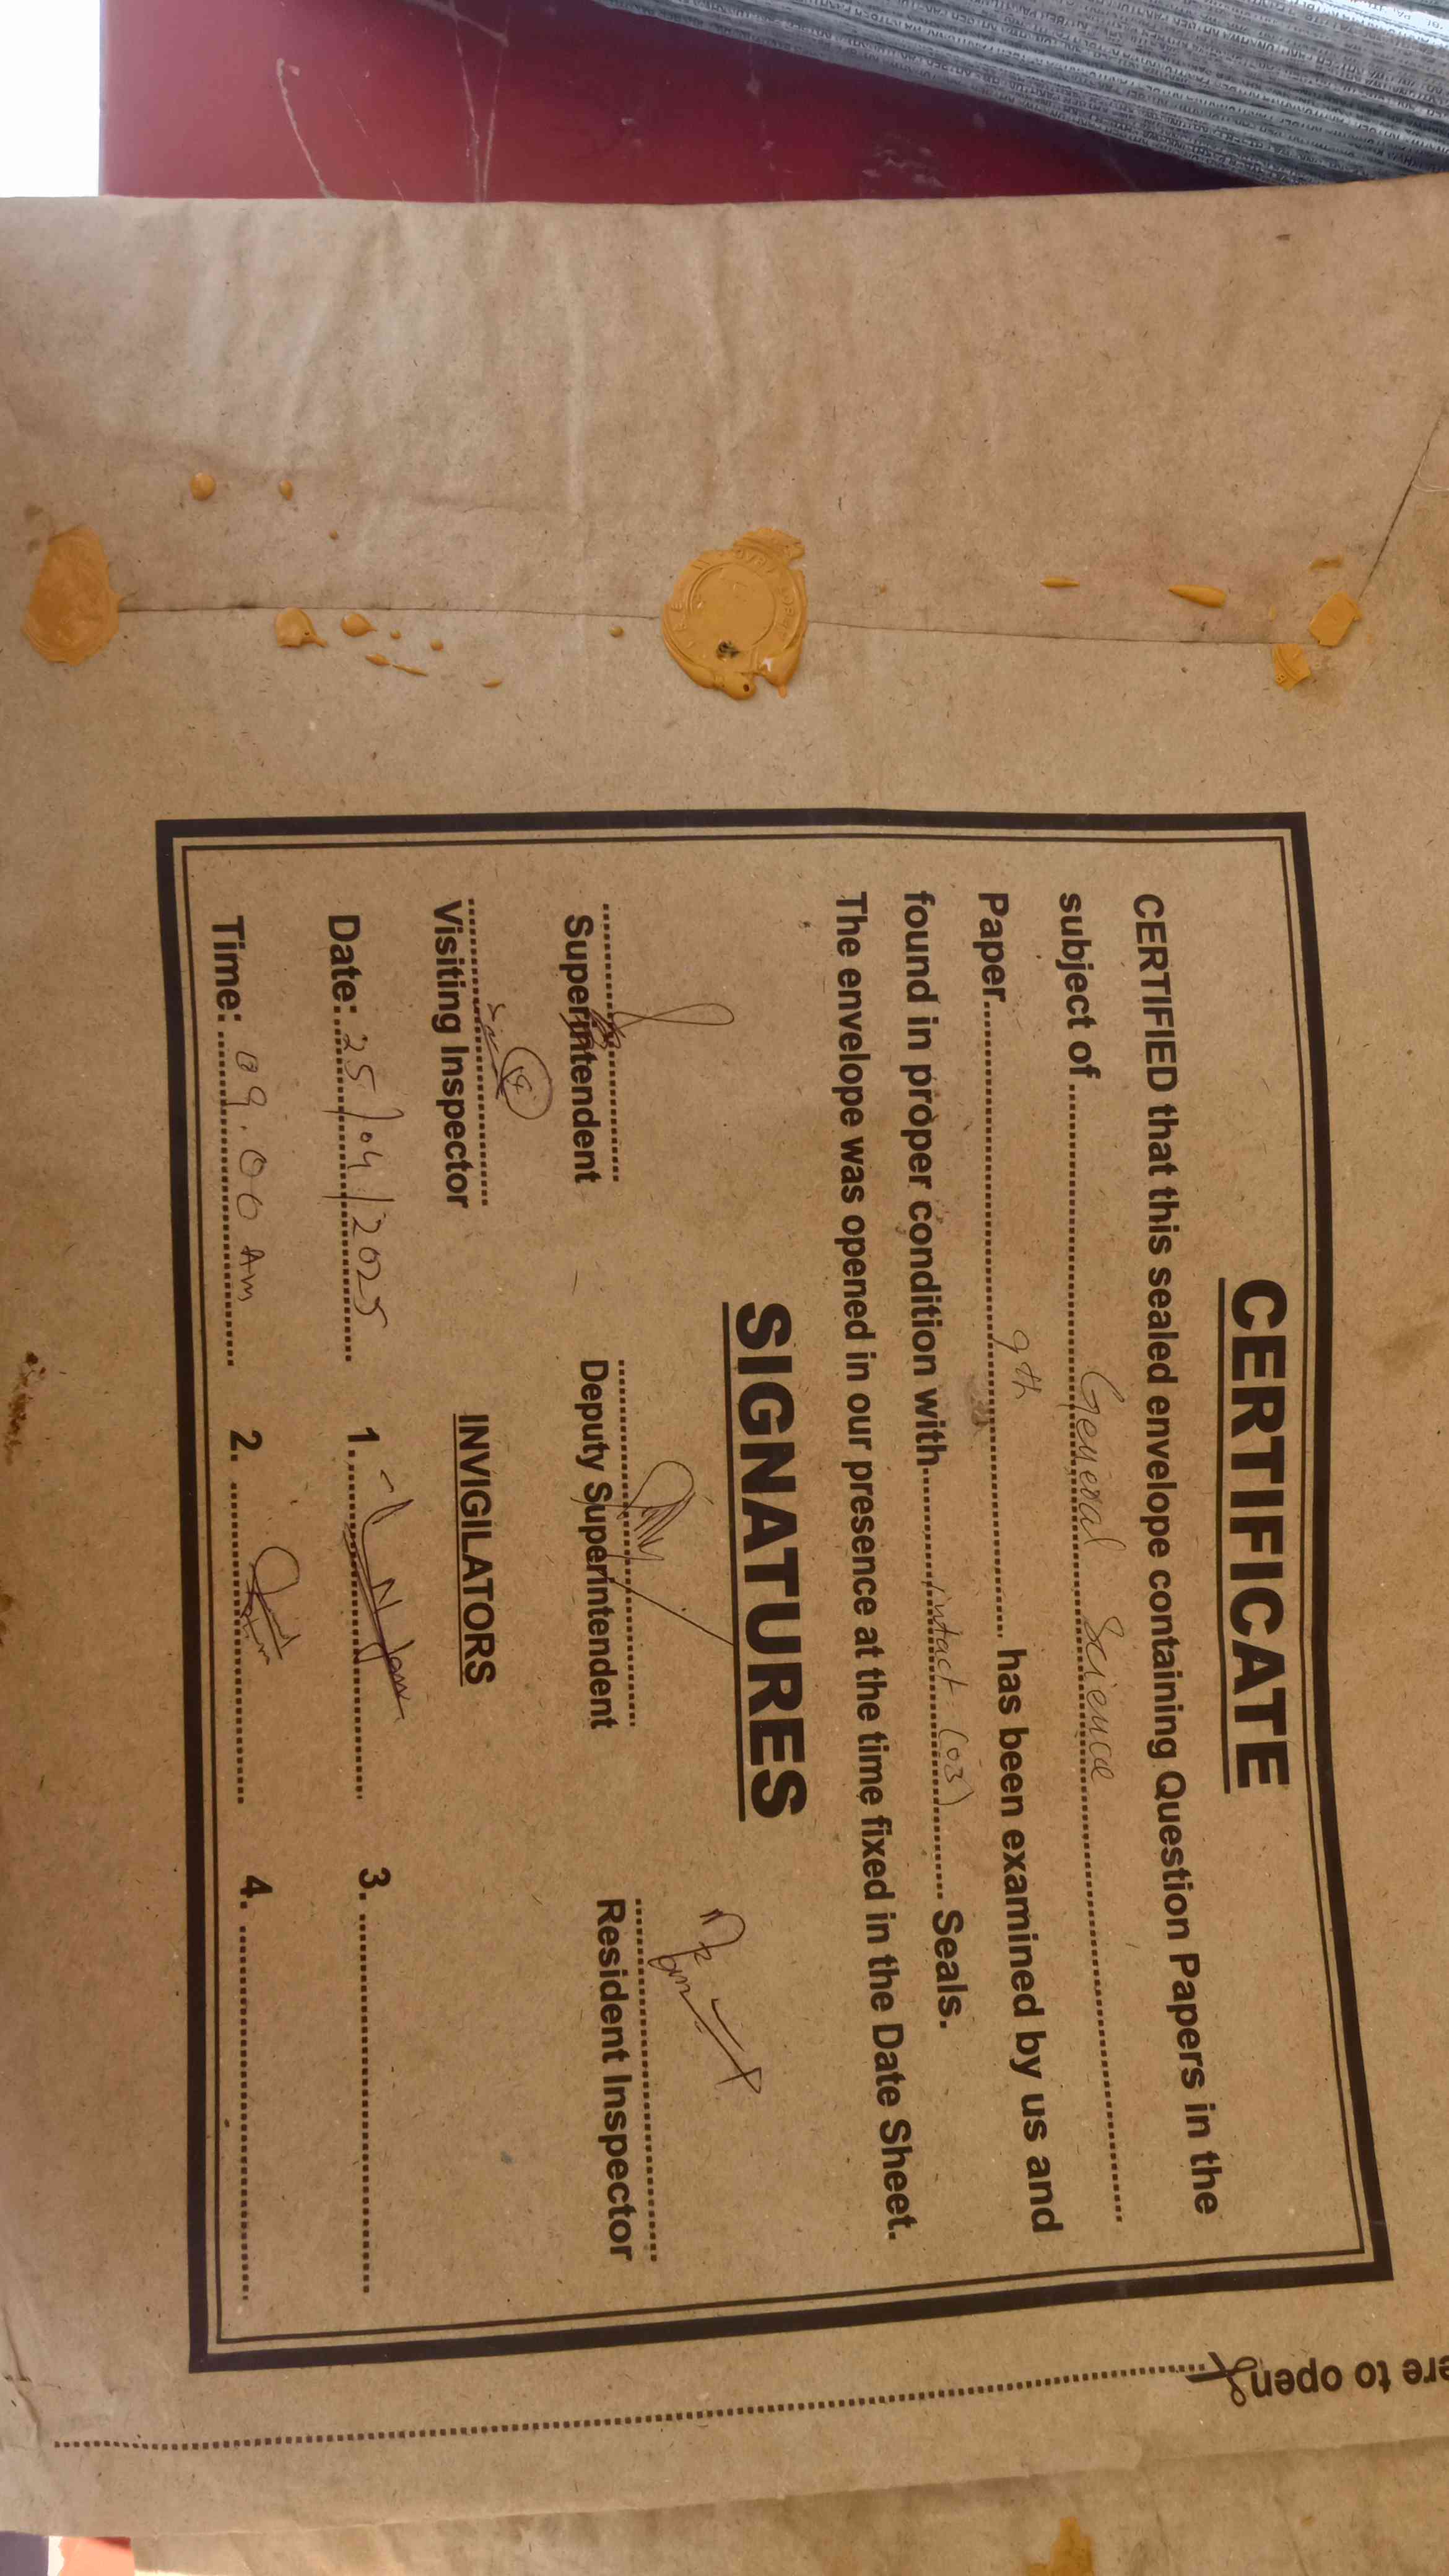 CERTIFICATE
CERTIFIED that this sealed envelope containing Question Papers in the
subject of General Science
Paper 9th has been examined by us and
found in proper condition with intact (03) Seals.
The envelope was opened in our presence at the time fixed in the Date Sheet.
SIGNATURES
Superintendent
Deputy Superintendent
Resident Inspector
Visiting Inspector
INVIGILATORS
Date: 25/04/2025
1.
3.
Time: 09.00 Am
2.
4.
ere to open